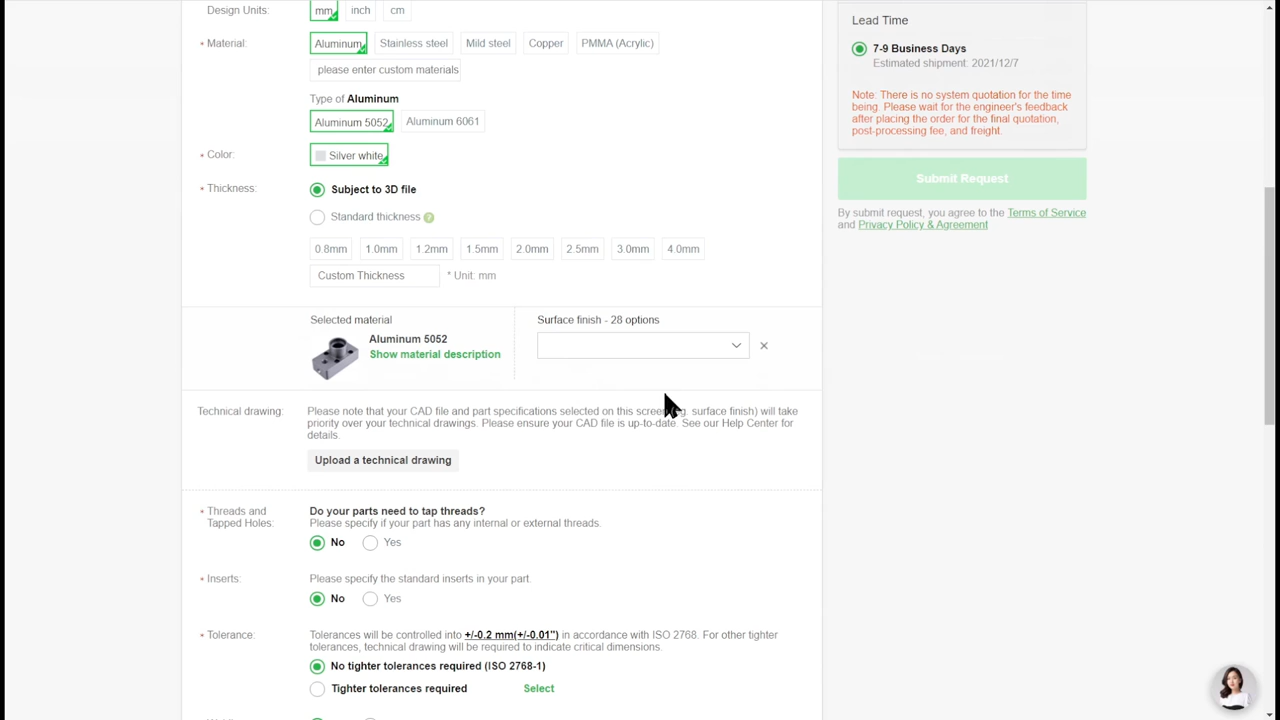 Design Units:
mm
inch
cm
* Material:
Aluminum
Stainless steel
Mild steel
Copper
PMMA (Acrylic)
please enter custom materials
Type of Aluminum
Aluminum 5052
Aluminum 6061
* Color:
Silver white
* Thickness:
Subject to 3D file
Standard thickness ?
0.8mm
1.0mm
1.2mm
1.5mm
2.0mm
2.5mm
3.0mm
4.0mm
Custom Thickness
* Unit: mm
Selected material
Aluminum 5052
Show material description
Surface finish - 28 options
Technical drawing:
Please note that your CAD file and part specifications selected on this screen surface finish) will take
priority over your technical drawings. Please ensure your CAD file is up-to-date. See our Help Center for
details.
Upload a technical drawing
* Threads and
Tapped Holes:
Do your parts need to tap threads?
Please specify if your part has any internal or external threads.
No
Yes
* Inserts:
Please specify the standard inserts in your part.
No
Yes
* Tolerance:
Tolerances will be controlled into +/-0.2 mm(+/-0.01") in accordance with ISO 2768. For other tighter
tolerances, technical drawing will be required to indicate critical dimensions.
No tighter tolerances required (ISO 2768-1)
Tighter tolerances required
Select
Lead Time
7-9 Business Days
Estimated shipment: 2021/12/7
Note: There is no system quotation for the time
being. Please wait for the engineer's feedback
after placing the order for the final quotation,
post-processing fee, and freight.
Submit Request
By submit request, you agree to the Terms of Service
and Privacy Policy & Agreement